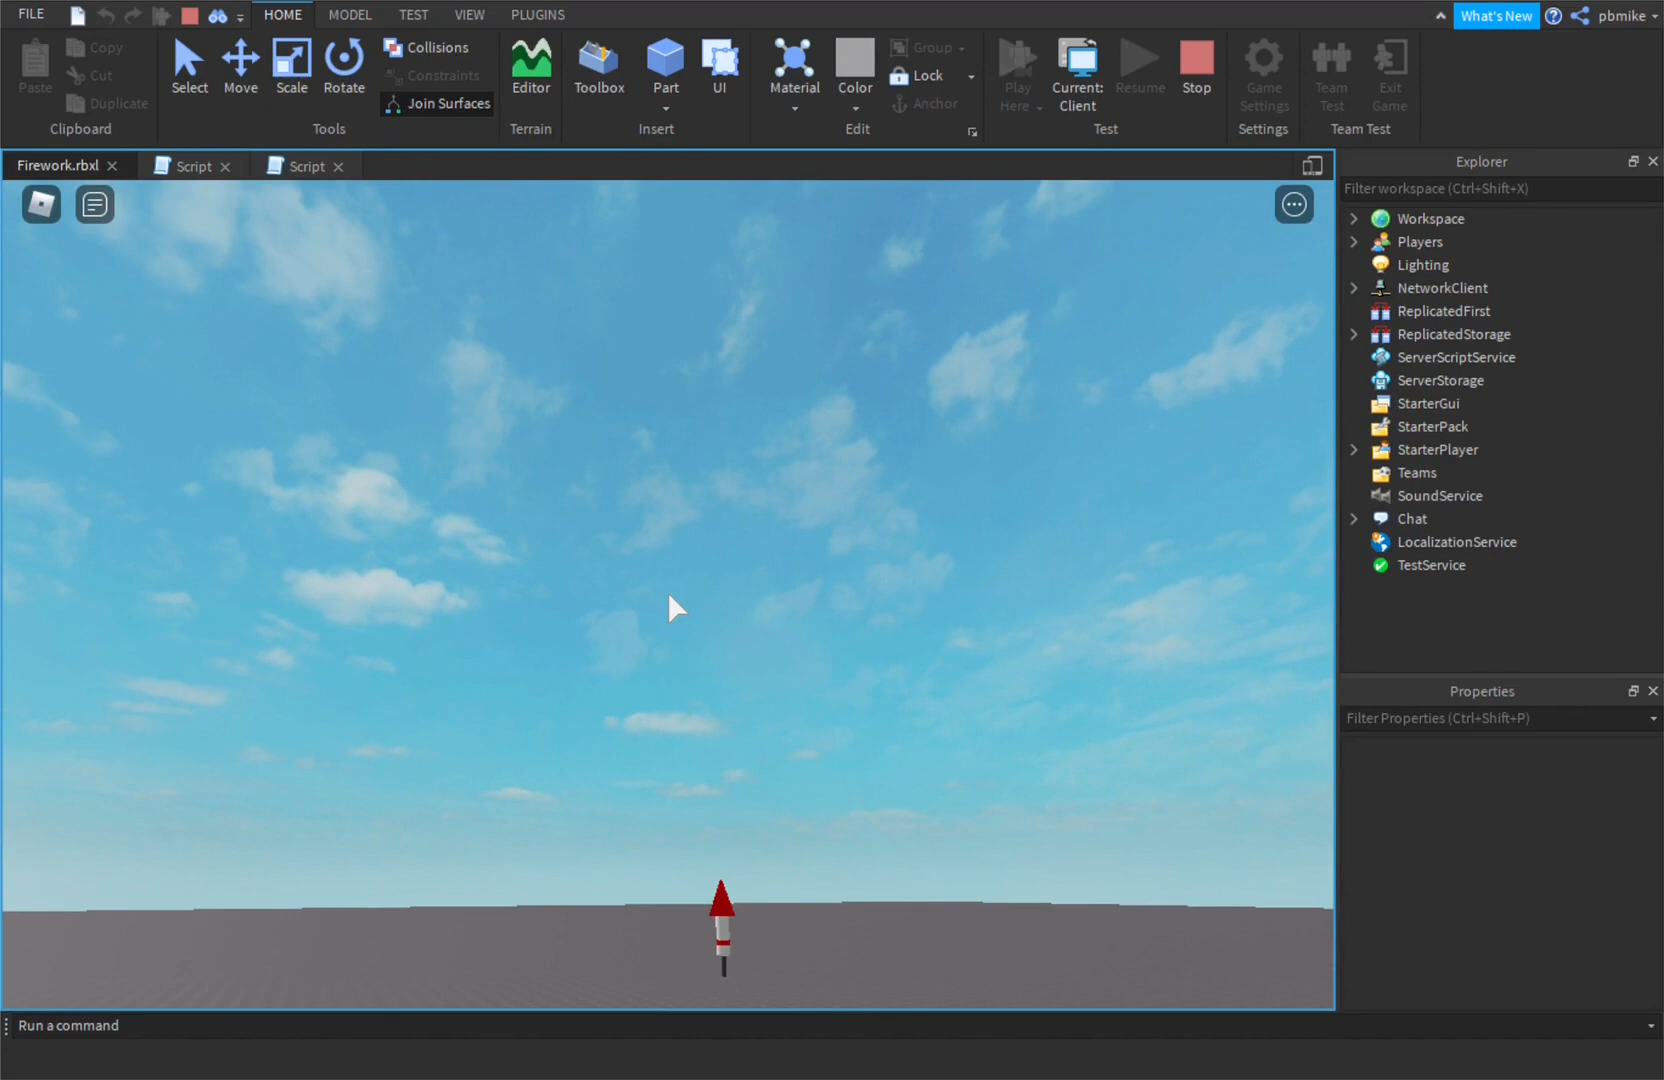 FILE HOME MODEL TEST VIEW PLUGINS What's New pbmike
Paste Copy Cut Duplicate
Clipboard
Select Move Scale Rotate Collisions Constraints Join Surfaces
Tools
Editor
Terrain
Toolbox Part UI
Insert
Material Color Group Lock Anchor
Edit
Play Here Current: Client Resume Stop
Test
Game Settings
Settings
Team Test Exit Game
Team Test
Firework.rbxl Script Script
Explorer
Filter workspace (Ctrl+Shift+X)
Workspace
Players
Lighting
NetworkClient
ReplicatedFirst
ReplicatedStorage
ServerScriptService
ServerStorage
StarterGui
StarterPack
StarterPlayer
Teams
SoundService
Chat
LocalizationService
TestService
Properties
Filter Properties (Ctrl+Shift+P)
Run a command